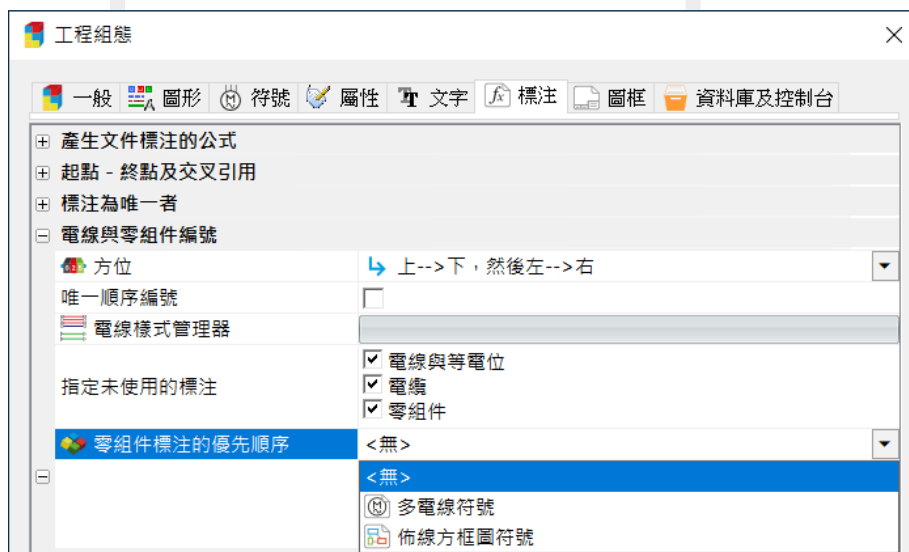 工程組態
一般 圖形 符號 屬性 文字 標注 圖框 資料庫及控制台
產生文件標注的公式
起點 - 終點及交叉引用
標注為唯一者
電線與零組件編號
方位 上-->下，然後左-->右
唯一順序編號
電線樣式管理器
電線與等電位
指定未使用的標注 電纜
零組件
零組件標注的優先順序 <無>
<無>
多電線符號
佈線方框圖符號